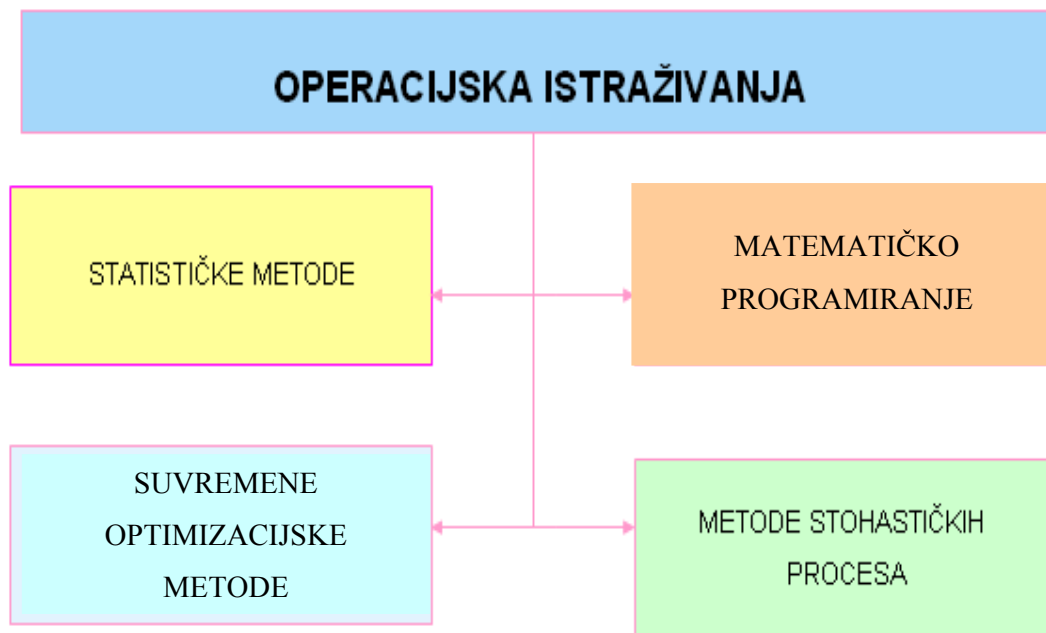 OPERACIJSKA ISTRAŽIVANJA
STATISTIČKE METODE
MATEMATIČKO
PROGRAMIRANJE
SUVREMENE
OPTIMIZACIJSKE
METODE
METODE STOHASTIČKIH
PROCESA